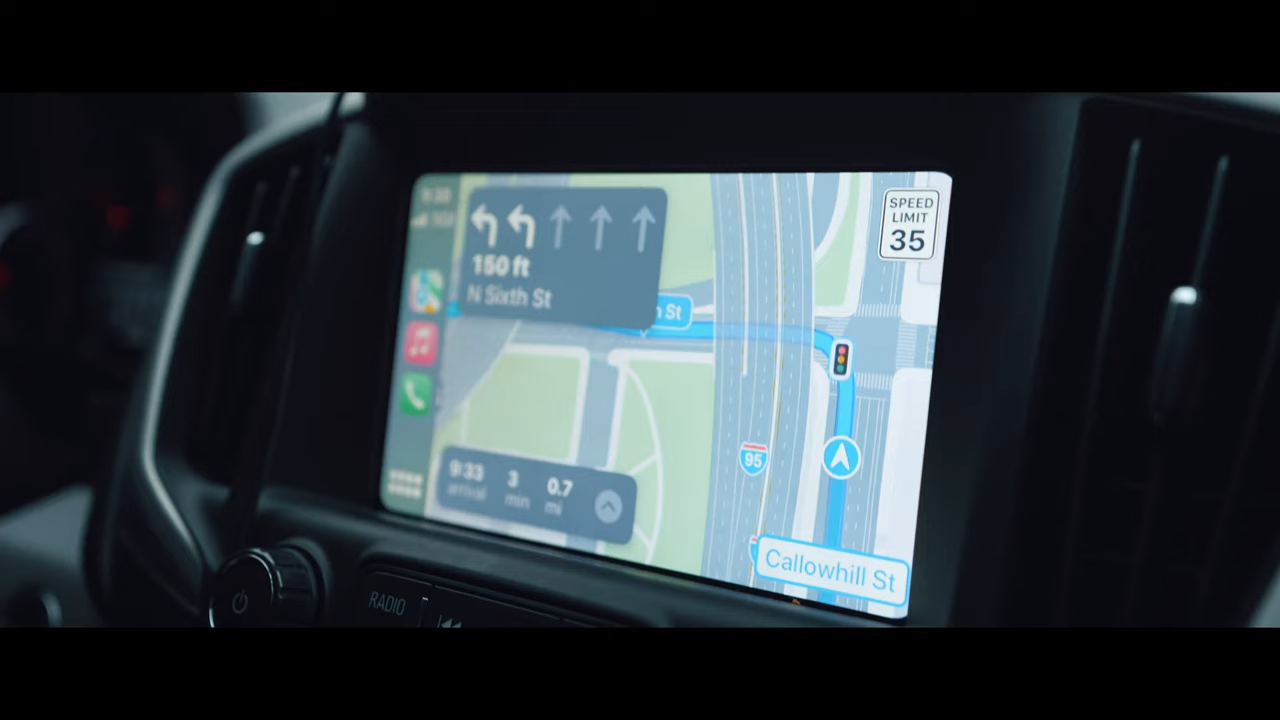 SPEED
LIMIT
35
150 ft
N Sixth St
St
95
9:33 3 0.7
arrival min mi
Callowhill St
RADIO